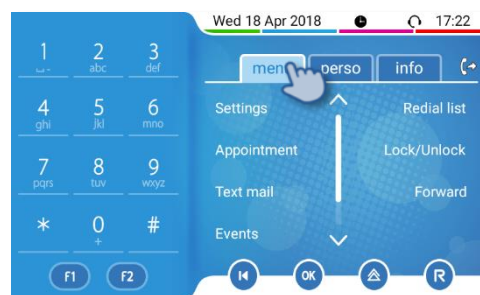 Wed 18 Apr 2018 17:22
1 2 3
abc def
menu perso info
4 5 6
ghi jkl mno
Settings Redial list
7 8 9
pqrs tuv wxyz
Appointment Lock/Unlock
Text mail Forward
* 0 #
+
Events
F1 F2
OK R